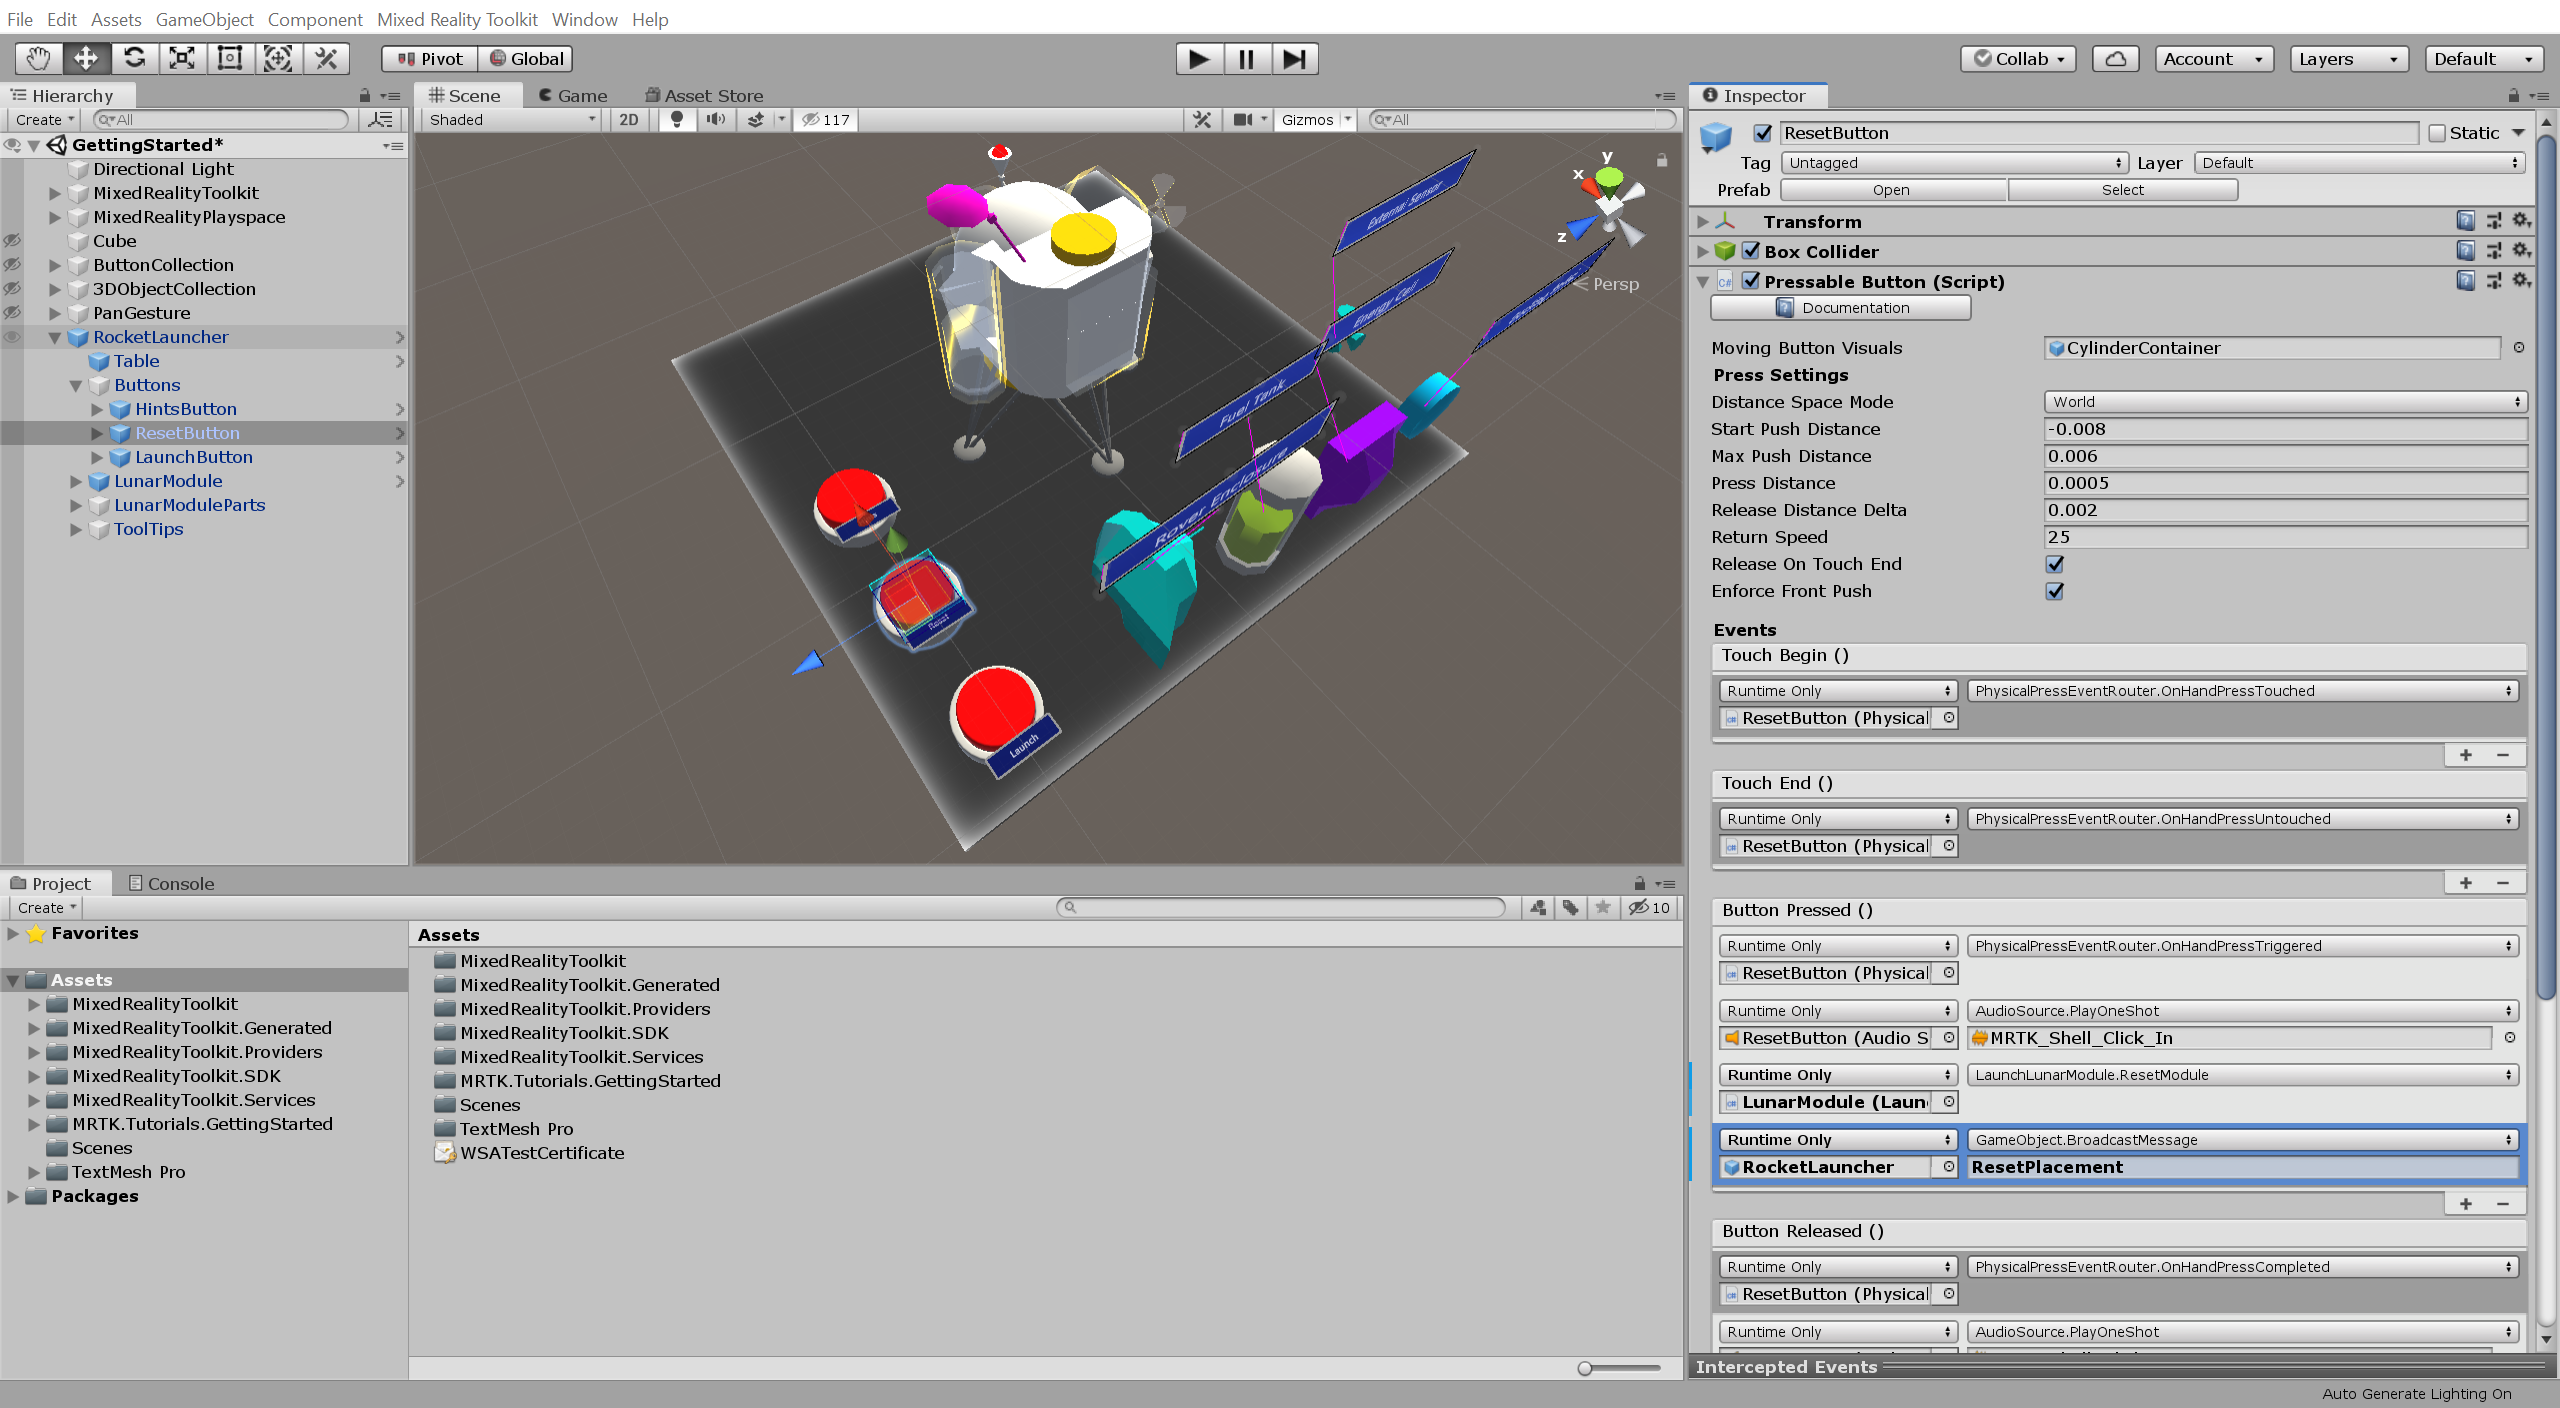 File Edit Assets GameObject Component Mixed Reality Toolkit Window Help
Pivot Global Collab Account Layers Default
Hierarchy
Create All
GettingStarted*
Directional Light
MixedRealityToolkit
MixedRealityPlayspace
Cube
ButtonCollection
3DObjectCollection
PanGesture
RocketLauncher
Table
Buttons
HintsButton
ResetButton
LaunchButton
LunarModule
LunarModuleParts
ToolTips
Scene Game Asset Store
Shaded 2D 117 Gizmos All
y
x
z
Persp
External Sensor
Energy Cell
Fuel Tank
Rover Enclosure
Reset
Launch
Project Console
Create 10
Favorites
Assets
MixedRealityToolkit
MixedRealityToolkit.Generated
MixedRealityToolkit.Providers
MixedRealityToolkit.SDK
MixedRealityToolkit.Services
MRTK.Tutorials.GettingStarted
Scenes
TextMesh Pro
Packages
Assets
MixedRealityToolkit
MixedRealityToolkit.Generated
MixedRealityToolkit.Providers
MixedRealityToolkit.SDK
MixedRealityToolkit.Services
MRTK.Tutorials.GettingStarted
Scenes
TextMesh Pro
WSATestCertificate
Inspector
ResetButton Static
Tag Untagged Layer Default
Prefab Open Select
Transform
Box Collider
Pressable Button (Script)
Documentation
Moving Button Visuals CylinderContainer
Press Settings
Distance Space Mode World
Start Push Distance -0.008
Max Push Distance 0.006
Press Distance 0.0005
Release Distance Delta 0.002
Return Speed 25
Release On Touch End
Enforce Front Push
Events
Touch Begin ()
Runtime Only PhysicalPressEventRouter.OnHandPressTouched
ResetButton (Physical
Touch End ()
Runtime Only PhysicalPressEventRouter.OnHandPressUntouched
ResetButton (Physical
Button Pressed ()
Runtime Only PhysicalPressEventRouter.OnHandPressTriggered
ResetButton (Physical
Runtime Only AudioSource.PlayOneShot
ResetButton (Audio S MRTK_Shell_Click_In
Runtime Only LaunchLunarModule.ResetModule
LunarModule (Laun
Runtime Only GameObject.BroadcastMessage
RocketLauncher ResetPlacement
Button Released ()
Runtime Only PhysicalPressEventRouter.OnHandPressCompleted
ResetButton (Physical
Runtime Only AudioSource.PlayOneShot
Intercepted Events
Auto Generate Lighting On